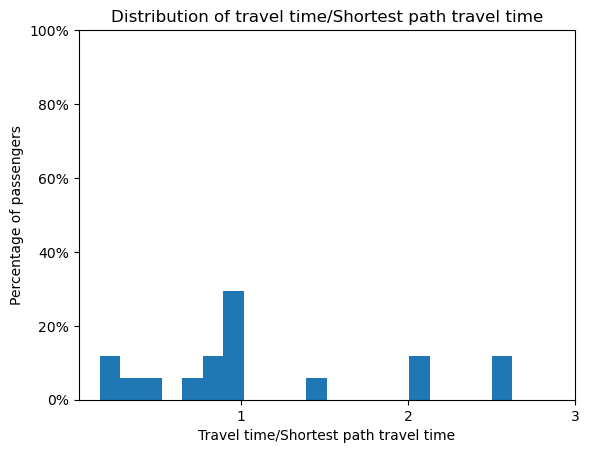 Distribution of travel time/Shortest path travel time
100%
80%
60%
40%
20%
0%
Percentage of passengers
1 2 3
Travel time/Shortest path travel time